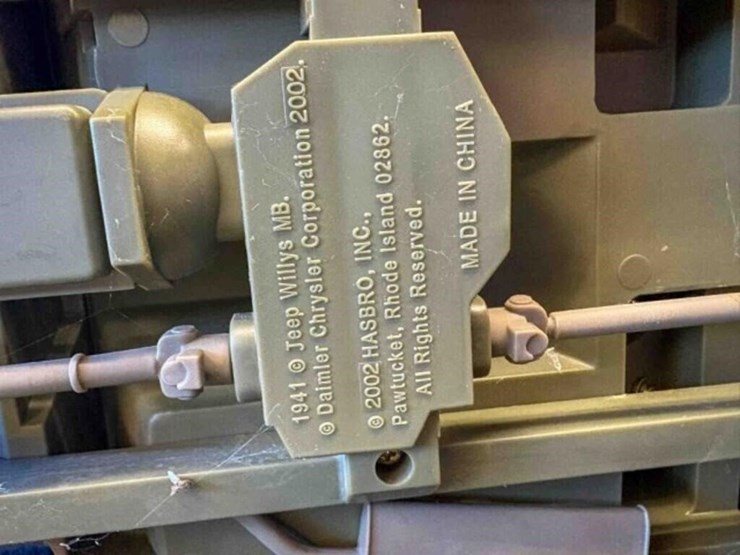 1941 © Jeep Willys MB.
© Daimler Chrysler Corporation 2002.
© 2002 HASBRO, INC.,
Pawtucket, Rhode Island 02862.
All Rights Reserved.
MADE IN CHINA